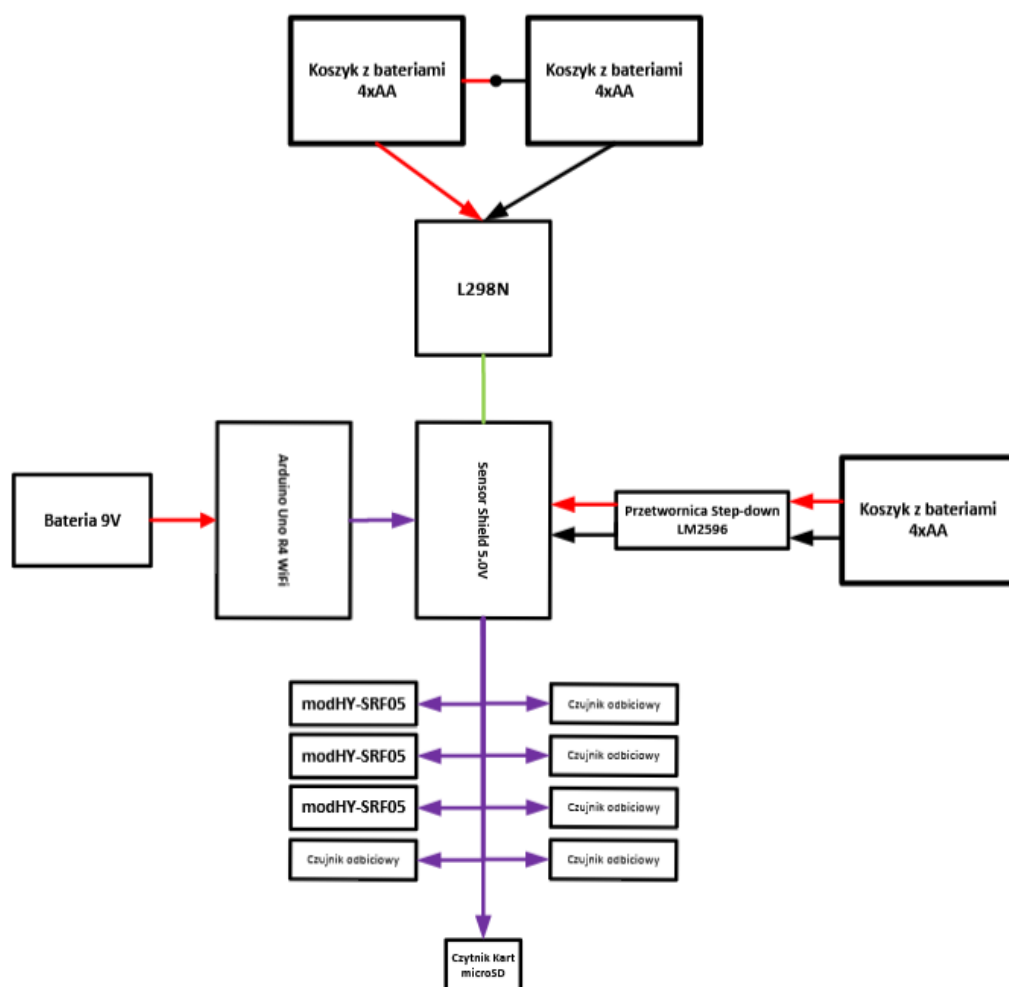 Koszyk z bateriami
4xAA
Koszyk z bateriami
4xAA
L298N
Bateria 9V
Arduino Uno R4 WiFi
Sensor Shield 5.0V
Przetwornica Step-down
LM2596
Koszyk z bateriami
4xAA
modHY-SRF05
Czujnik odbiciowy
modHY-SRF05
Czujnik odbiciowy
modHY-SRF05
Czujnik odbiciowy
Czujnik odbiciowy
Czujnik odbiciowy
Czytnik Kart
microSD